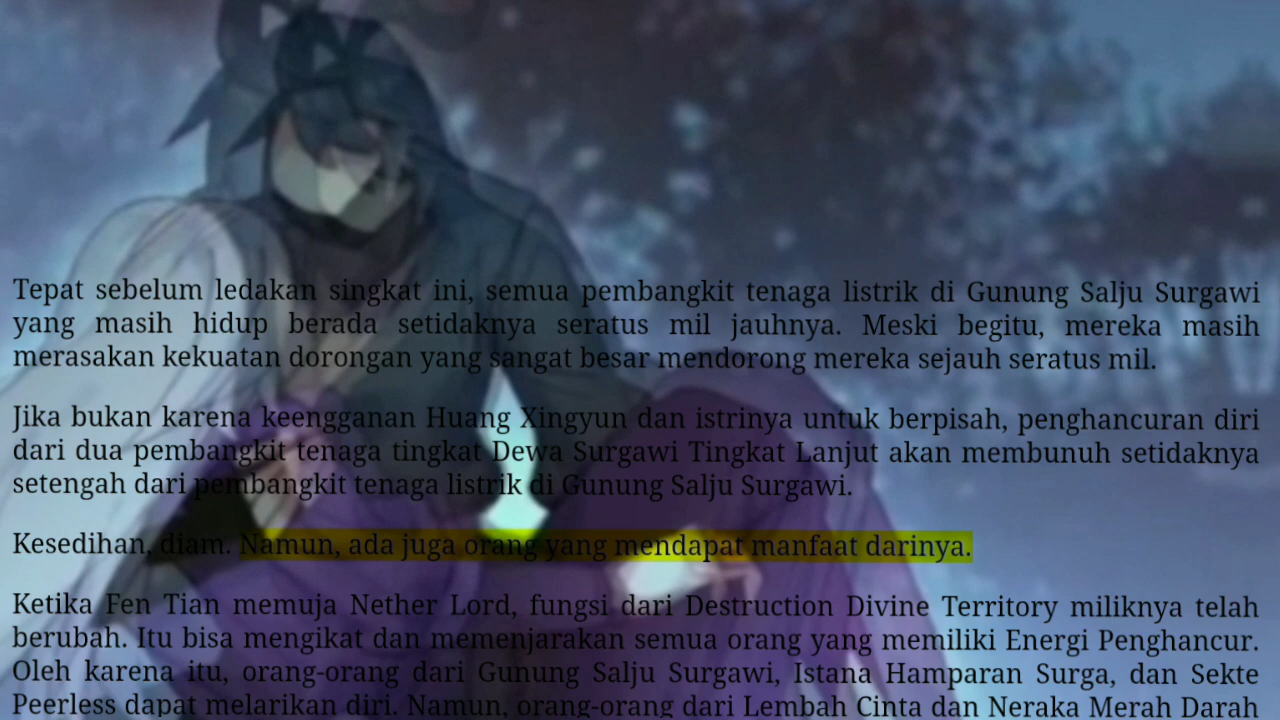 Tepat sebelum ledakan singkat ini, semua pembangkit tenaga listrik di Gunung Salju Surgawi
yang masih hidup berada setidaknya seratus mil jauhnya. Meski begitu, mereka masih
merasakan kekuatan dorongan yang sangat besar mendorong mereka sejauh seratus mil.
Jika bukan karena keengganan Huang Xingyun dan istrinya untuk berpisah, penghancuran diri
dari dua pembangkit tenaga tingkat Dewa Surgawi Tingkat Lanjut akan membunuh setidaknya
setengah dari pembangkit tenaga listrik di Gunung Salju Surgawi.
Kesedihan, diam. Namun, ada juga orang yang mendapat manfaat darinya.
Ketika Fen Tian memuja Nether Lord, fungsi dari Destruction Divine Territory miliknya telah
berubah. Itu bisa mengikat dan memenjarakan semua orang yang memiliki Energi Penghancur.
Oleh karena itu, orang-orang dari Gunung Salju Surgawi, Istana Hamparan Surga, dan Sekte
Peerless dapat melarikan diri. Namun, orang-orang dari Lembah Cinta dan Neraka Merah Darah